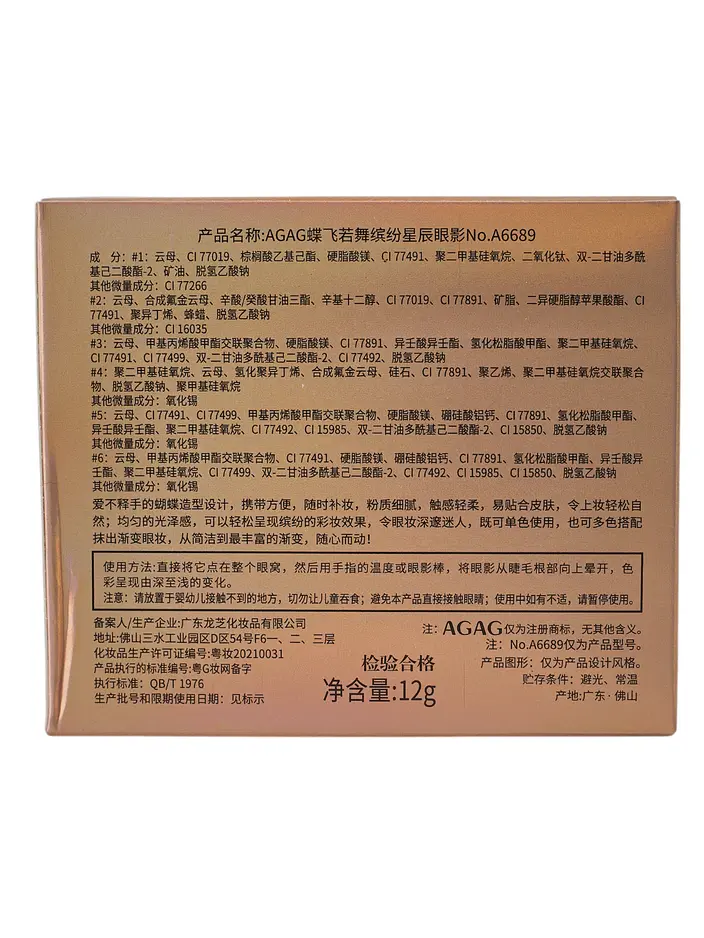 产品名称:AGAG蝶飞若舞缤纷星辰眼影No.A6689
成 分：#1：云母、CI 77019、棕榈酸乙基己酯、硬脂酸镁、CI 77491、聚二甲基硅氧烷、二氧化钛、双-二甘油多酰
基己二酸酯-2、矿油、脱氢乙酸钠
其他微量成分：CI 77266
#2：云母、合成氟金云母、辛酸/癸酸甘油三酯、辛基十二醇、CI 77019、CI 77891、矿脂、二异硬脂醇苹果酸酯、CI
77491、聚异丁烯、蜂蜡、脱氢乙酸钠
其他微量成分：CI 16035
#3：云母、甲基丙烯酸甲酯交联聚合物、硬脂酸镁、CI 77891、异壬酸异壬酯、氢化松脂酸甲酯、聚二甲基硅氧烷、
CI 77491、CI 77499、双-二甘油多酰基己二酸酯-2、CI 77492、脱氢乙酸钠
#4：聚二甲基硅氧烷、云母、氢化聚异丁烯、合成氟金云母、硅石、CI 77891、聚乙烯、聚二甲基硅氧烷交联聚合
物、脱氢乙酸钠、聚甲基硅氧烷
其他微量成分：氧化锡
#5：云母、CI 77491、CI 77499、甲基丙烯酸甲酯交联聚合物、硬脂酸镁、硼硅酸铝钙、CI 77891、氢化松脂酸甲酯、
异壬酸异壬酯、聚二甲基硅氧烷、CI 77492、CI 15985、双-二甘油多酰基己二酸酯-2、CI 15850、脱氢乙酸钠
其他微量成分：氧化锡
#6：云母、甲基丙烯酸甲酯交联聚合物、CI 77491、硬脂酸镁、硼硅酸铝钙、CI 77891、氢化松脂酸甲酯、异壬酸异
壬酯、聚二甲基硅氧烷、CI 77499、双-二甘油多酰基己二酸酯-2、CI 77492、CI 15985、CI 15850、脱氢乙酸钠
其他微量成分：氧化锡
爱不释手的蝴蝶造型设计，携带方便，随时补妆，粉质细腻，触感轻柔，易贴合皮肤，令上妆轻松自
然；均匀的光泽感，可以轻松呈现缤纷的彩妆效果，令眼妆深邃迷人，既可单色使用，也可多色搭配
抹出渐变眼妆，从简洁到最丰富的渐变，随心而动！
使用方法:直接将它点在整个眼窝，然后用手指的温度或眼影棒，将眼影从睫毛根部向上晕开，色
彩呈现由深至浅的变化。
注意：请放置于婴幼儿接触不到的地方，切勿让儿童吞食；避免本产品直接接触眼睛；使用中如有不适，请暂停使用。
备案人/生产企业:广东龙芝化妆品有限公司
地址:佛山三水工业园区D区54号F6一、二、三层
化妆品生产许可证编号:粤妆20210031
产品执行的标准编号:粤G妆网备字
执行标准：QB/T 1976
生产批号和限期使用日期：见标示
检验合格
净含量:12g
注：AGAG仅为注册商标，无其他含义。
注：No.A6689仅为产品型号。
产品图形：仅为产品设计风格。
贮存条件：避光、常温
产地:广东·佛山